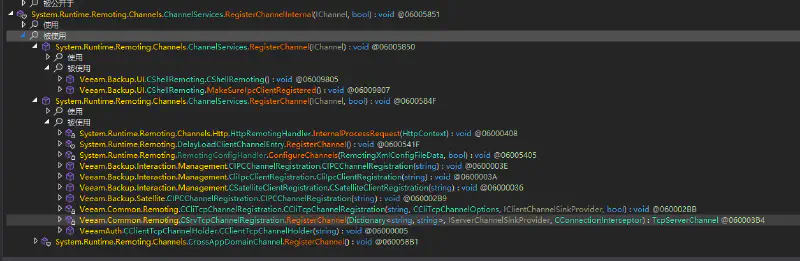 被公开于
System.Runtime.Remoting.Channels.ChannelServices.RegisterChannelInternal(IChannel, bool) : void @06005851
使用
被使用
System.Runtime.Remoting.Channels.ChannelServices.RegisterChannel(IChannel) : void @06005850
使用
被使用
Veeam.Backup.UI.CShellRemoting.CShellRemoting() : void @06009805
Veeam.Backup.UI.CShellRemoting.MakeSureIpcClientRegistered() : void @06009807
System.Runtime.Remoting.Channels.ChannelServices.RegisterChannel(IChannel, bool) : void @0600584F
使用
被使用
System.Runtime.Remoting.Channels.Http.HttpRemotingHandler.InternalProcessRequest(HttpContext) : void @06000408
System.Runtime.Remoting.DelayLoadClientChannelEntry.RegisterChannel() : void @0600541F
System.Runtime.Remoting.RemotingConfigHandler.ConfigureChannels(RemotingXmlConfigFileData, bool) : void @06005405
Veeam.Backup.Interaction.Management.CIPCChannelRegistration.CIPCChannelRegistration(string) : void @0600003E
Veeam.Backup.Interaction.Management.CliIpcClientRegistration.CliIpcClientRegistration(string) : void @0600003A
Veeam.Backup.Interaction.Management.CSatelliteClientRegistration.CSatelliteClientRegistration(string) : void @06000036
Veeam.Backup.Satellite.CIPCChannelRegistration.CIPCChannelRegistration(string) : void @060002B9
Veeam.Common.Remoting.CCliTcpChannelRegistration.CCliTcpChannelRegistration(string, CCliTcpChannelOptions, IClientChannelSinkProvider, bool) : void @060002BB
Veeam.Common.Remoting.CSrvTcpChannelRegistration.RegisterChannel(Dictionary<string, string>, IServerChannelSinkProvider, CConnectionInterceptor) : TcpServerChannel @060003B4
VeeamAuth.CClientTcpChannelHolder.CClientTcpChannelHolder(string) : void @06000005
System.Runtime.Remoting.Channels.CrossAppDomainChannel.RegisterChannel() : void @060058B1